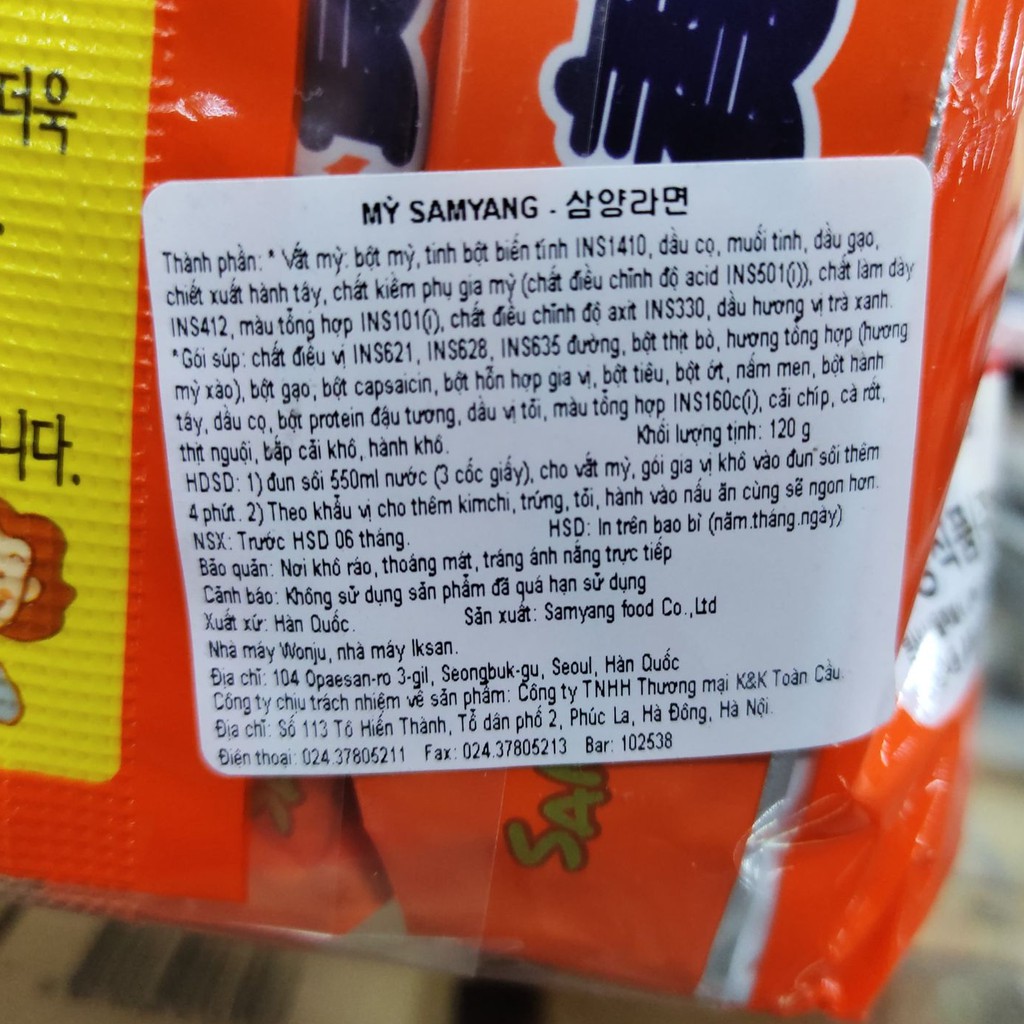 더욱
니다.
MỲ SAMYANG - 삼양라면
Thành phần: * Vắt mỳ: bột mỳ, tinh bột biến tính INS1410, dầu cọ, muối tinh, dầu gạo,
chiết xuất hành tây, chất kiềm phụ gia mỳ (chất điều chỉnh độ acid INS501(i)), chất làm dày
INS412, màu tổng hợp INS101(i), chất điều chỉnh độ axit INS330, dầu hương vị trà xanh.
*Gói súp: chất điều vị INS621, INS628, INS635 đường, bột thịt bò, hương tổng hợp (hương
mỳ xào), bột gạo, bột capsaicin, bột hỗn hợp gia vị, bột tiêu, bột ớt, nấm men, bột hành
tây, dầu cọ, bột protein đậu tương, dầu vị tỏi, màu tổng hợp INS160c(i), cải chíp, cà rốt,
thịt nguội, bắp cải khô, hành khô. Khối lượng tịnh: 120 g
HDSD: 1) đun sôi 550ml nước (3 cốc giấy), cho vắt mỳ, gói gia vị khô vào đun sôi thêm
4 phút. 2) Theo khẩu vị cho thêm kimchi, trứng, tỏi, hành vào nấu ăn cùng sẽ ngon hơn.
NSX: Trước HSD 06 tháng. HSD: In trên bao bì (năm.tháng.ngày)
Bảo quản: Nơi khô ráo, thoáng mát, tráng ánh nắng trực tiếp
Cảnh báo: Không sử dụng sản phẩm đã quá hạn sử dụng
Xuất xứ: Hàn Quốc. Sản xuất: Samyang food Co.,Ltd
Nhà máy Wonju, nhà máy Iksan.
Địa chỉ: 104 Opaesan-ro 3-gil, Seongbuk-gu, Seoul, Hàn Quốc
Công ty chịu trách nhiệm về sản phẩm: Công ty TNHH Thương mại K&K Toàn Cầu.
Địa chỉ: Số 113 Tô Hiến Thành, Tổ dân phố 2, Phúc La, Hà Đông, Hà Nội.
Điện thoại: 024.37805211 Fax: 024.37805213 Bar: 102538
SA